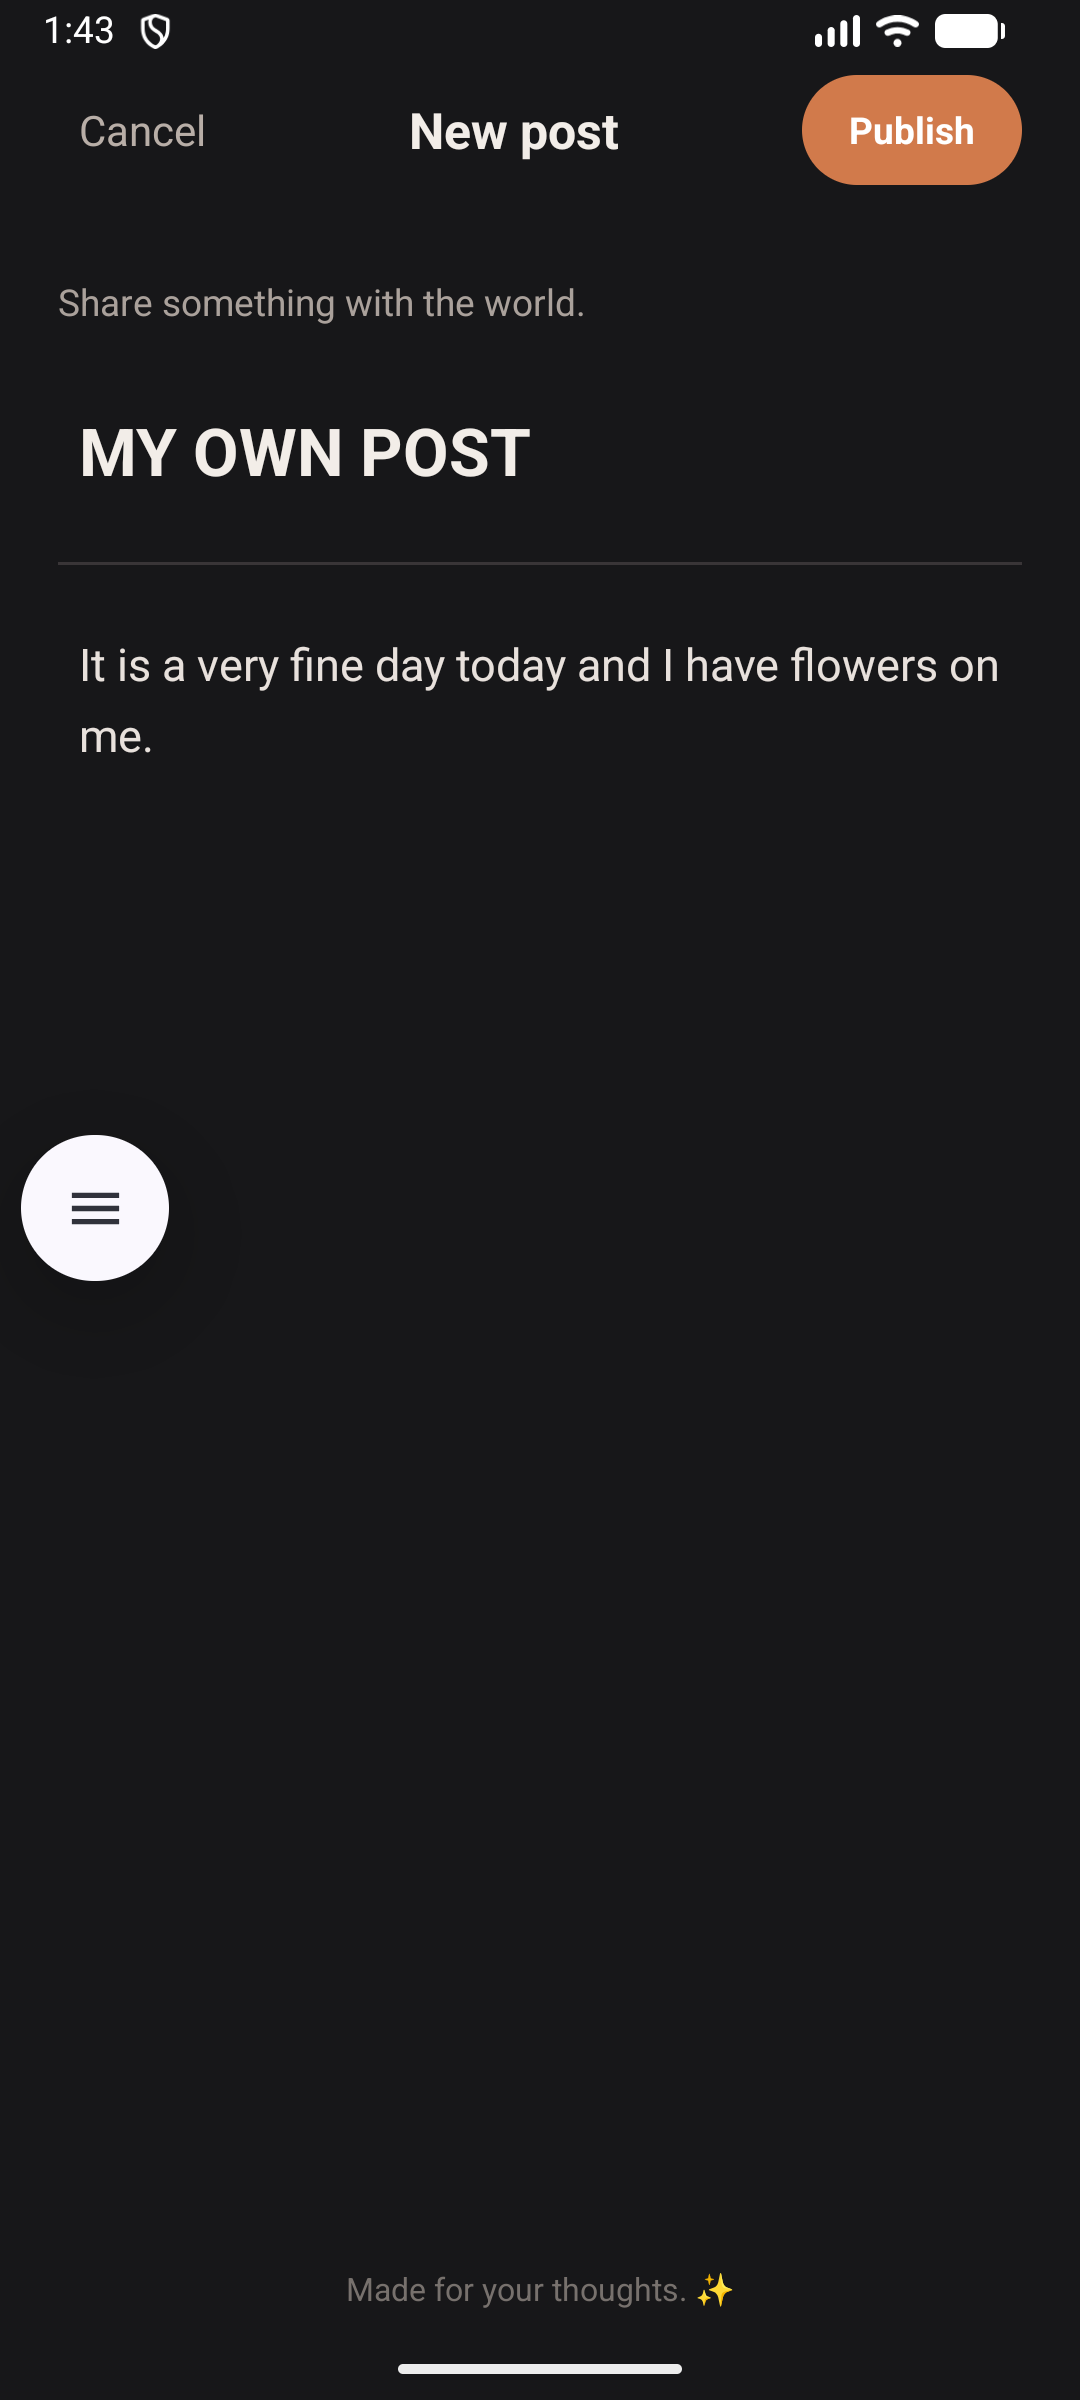 1:43
Cancel
New post
Publish
Share something with the world.
MY OWN POST
It is a very fine day today and I have flowers on
me.
Made for your thoughts. ✨